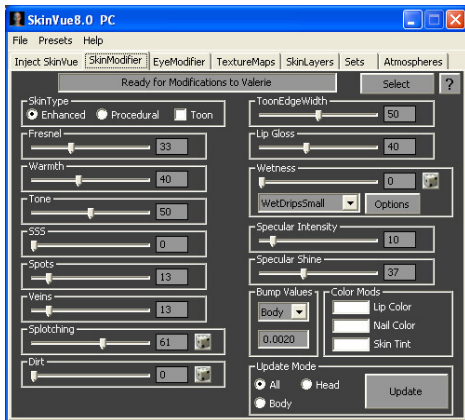 SkinVue8.0 PC
File Presets Help
Inject SkinVue SkinModifier EyeModifier TextureMaps SkinLayers Sets Atmospheres
Ready for Modifications to Valerie Select ?
SkinType
Enhanced Procedural Toon
Fresnel
33
Warmth
40
Tone
50
SSS
0
Spots
13
Veins
13
Splotching
61
Dirt
0
ToonEdgeWidth
50
Lip Gloss
40
Wetness
0
WetDripsSmall Options
Specular Intensity
10
Specular Shine
37
Bump Values
Body
0.0020
Color Mods
Lip Color
Nail Color
Skin Tint
Update Mode
All Head
Body
Update